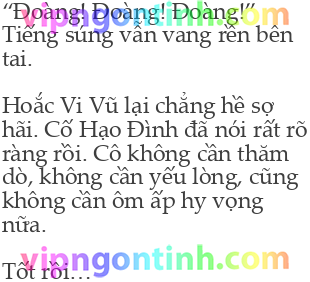 “Đoàng! Đoàng! Đoàng!”
vipngontinh.com
Tiếng súng vẫn vang rền bên
tai.
Hoắc Vi Vũ lại chẳng hề sợ
hãi. Cố Hạo Đình đã nói rất rõ
ràng rồi. Cô không cần thăm
dò, không cần yếu lòng, cũng
không cần ôm ấp hy vọng
nữa.
vipngontinh.com
Tốt rồi…